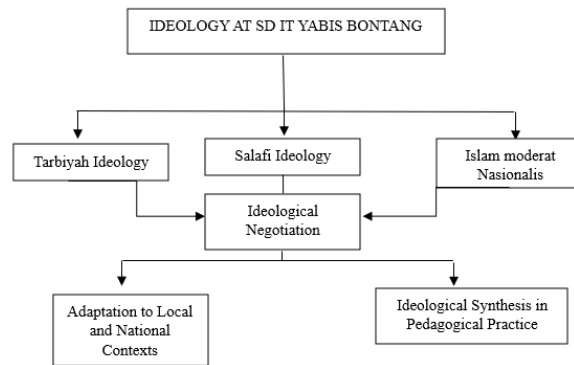 IDEOLOGY AT SD IT YABIS BONTANG
Tarbiyah Ideology
Salafi Ideology
Islam moderat
Nasionalis
Ideological
Negotiation
Adaptation to Local
and National
Contexts
Ideological Synthesis in
Pedagogical Practice